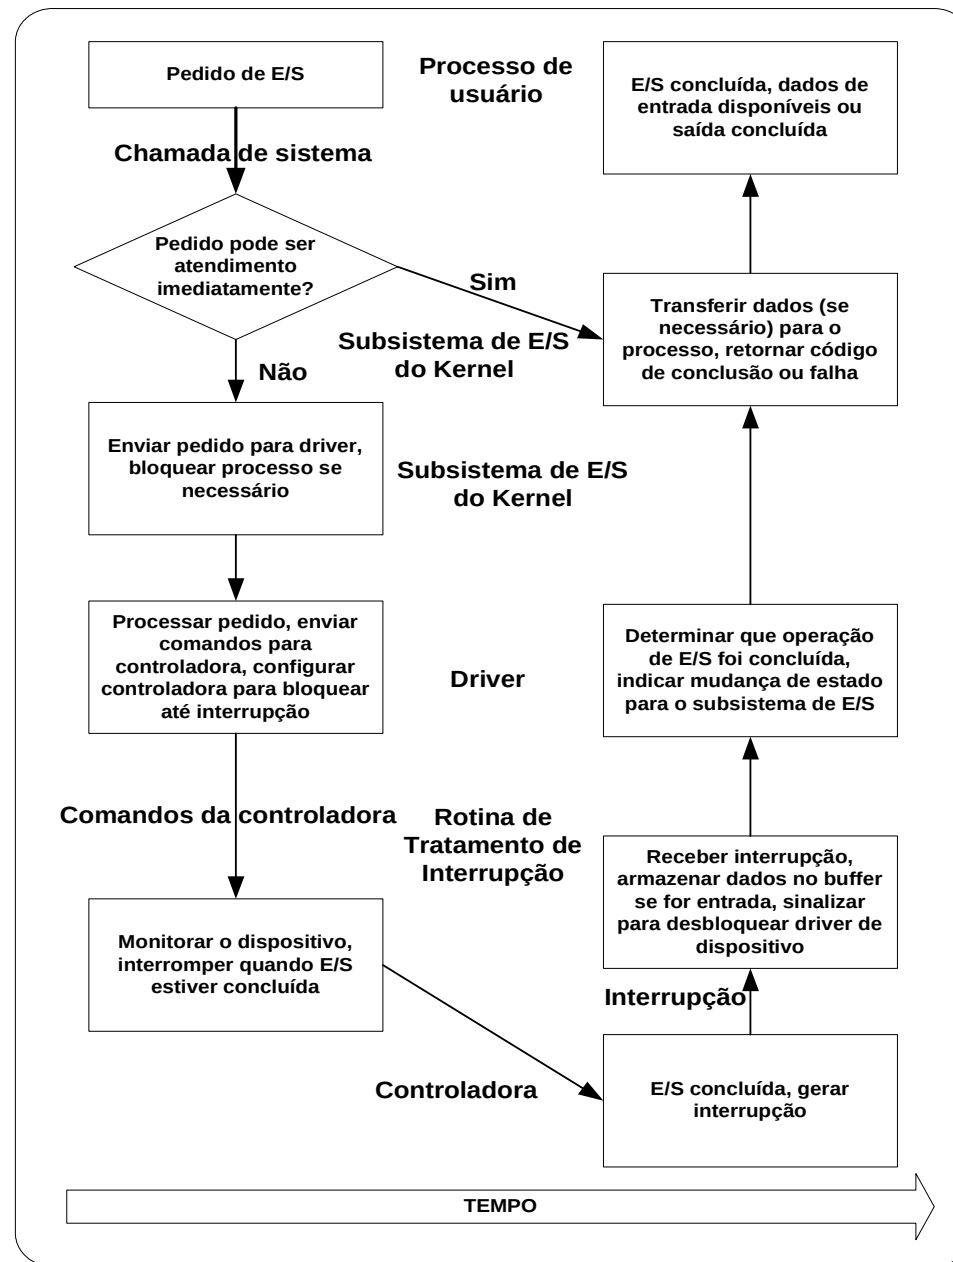 Pedido de E/S
Processo de
usuário
E/S concluída, dados de
entrada disponíveis ou
saída concluída
Chamada de sistema
Pedido pode ser
atendimento
imediatamente?
Sim
Transferir dados (se
necessário) para o
processo, retornar código
de conclusão ou falha
Subsistema de E/S
do Kernel
Não
Enviar pedido para driver,
bloquear processo se
necessário
Subsistema de E/S
do Kernel
Processar pedido, enviar
comandos para
controladora, configurar
controladora para bloquear
até interrupção
Driver
Determinar que operação
de E/S foi concluída,
indicar mudança de estado
para o subsistema de E/S
Comandos da controladora
Rotina de
Tratamento de
Interrupção
Receber interrupção,
armazenar dados no buffer
se for entrada, sinalizar
para desbloquear driver de
dispositivo
Monitorar o dispositivo,
interromper quando E/S
estiver concluída
Interrupção
Controladora
E/S concluída, gerar
interrupção
TEMPO